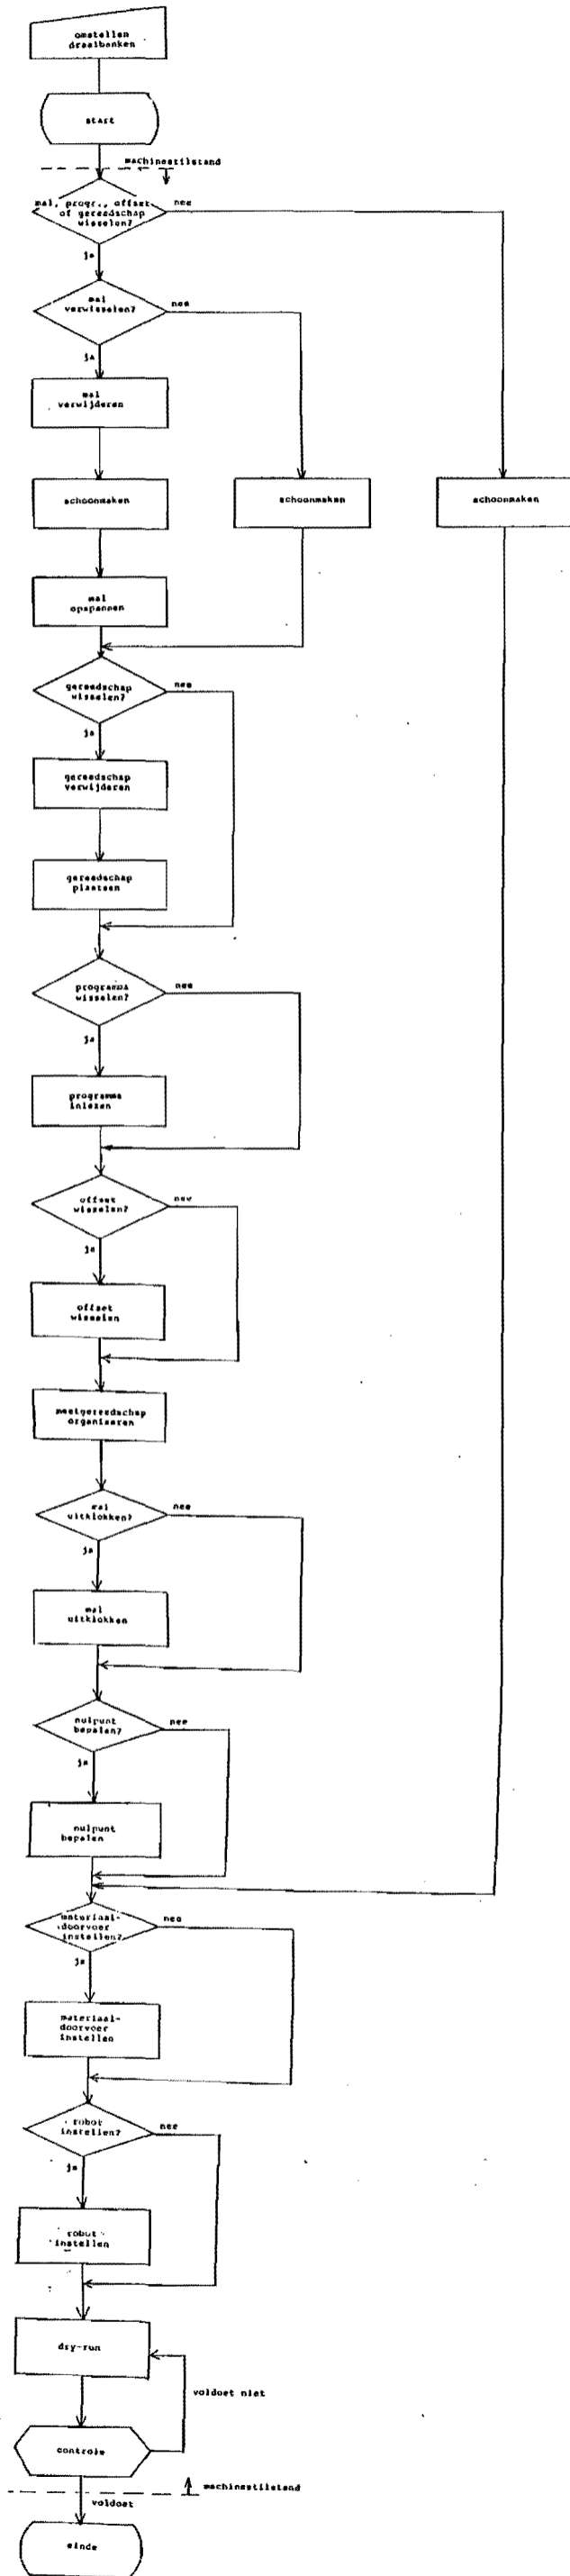 omstellen
draaibanken
start
machinestilstand
mal, progr., offset
of gereedschap
wisselen?
nee
ja
mal
verwisselen?
nee
ja
mal
verwijderen
schoonmaken
schoonmaken
schoonmaken
mal
opspannen
gereedschap
wisselen?
nee
ja
gereedschap
verwijderen
gereedschap
plaatsen
programma
wisselen?
nee
ja
programma
inlezen
offset
wisselen?
nee
ja
offset
wisselen
meetgereedschap
organiseren
mal
uitklokken?
nee
ja
mal
uitklokken
nulpunt
bepalen?
nee
ja
nulpunt
bepalen
materiaal-
doorvoer
instellen?
nee
ja
materiaal-
doorvoer
instellen
robot
instellen?
nee
ja
robot
instellen
dry-run
voldoet niet
controle
machinestilstand
voldoet
einde